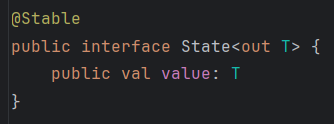 @Stable
public interface State<out T> {
    public val value: T
}